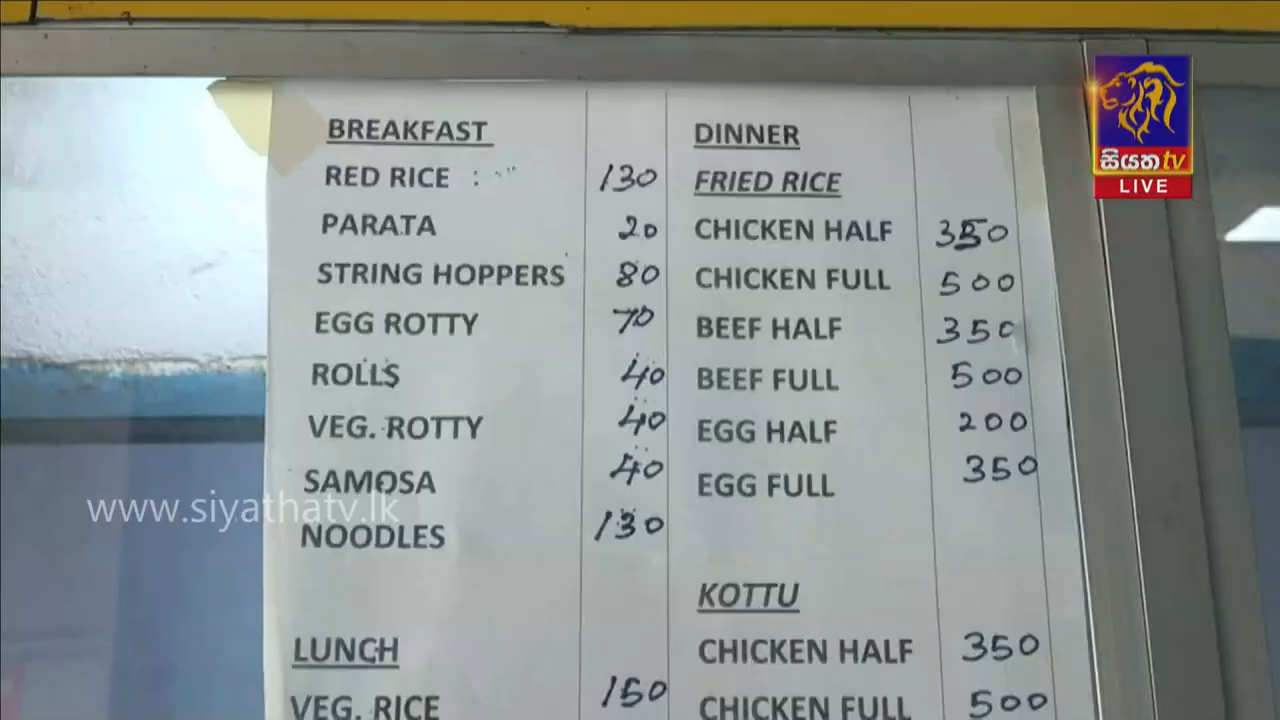 BREAKFAST
RED RICE : 130
PARATA 20
STRING HOPPERS 80
EGG ROTTY 70
ROLLS 40
VEG. ROTTY 40
SAMOSA 40
NOODLES 130
LUNCH
VEG. RICE 150
DINNER
FRIED RICE
CHICKEN HALF 350
CHICKEN FULL 500
BEEF HALF 350
BEEF FULL 500
EGG HALF 200
EGG FULL 350
KOTTU
CHICKEN HALF 350
CHICKEN FULL 500
සියත tv
LIVE
www.siyathatv.lk